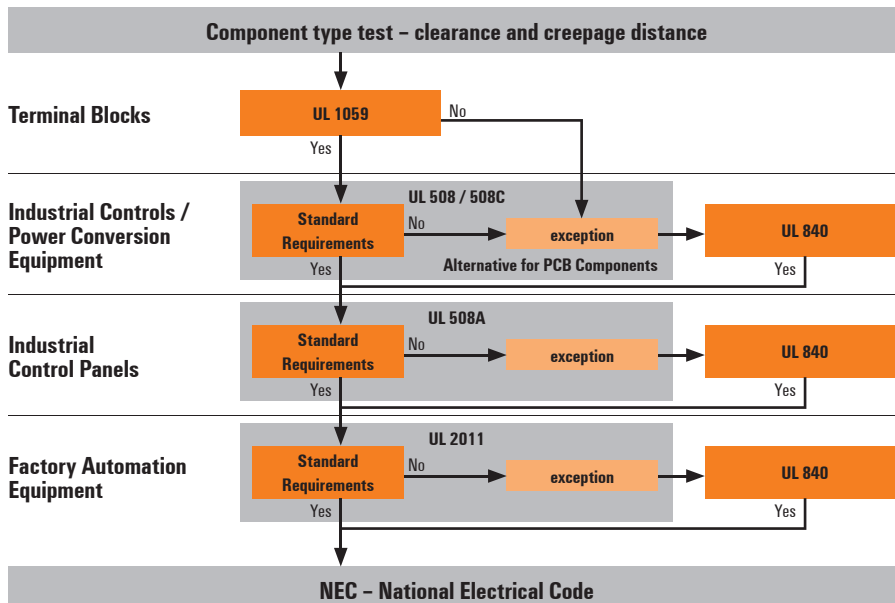 Component type test – clearance and creepage distance
Terminal Blocks
UL 1059
No
Yes
Industrial Controls /
Power Conversion
Equipment
UL 508 / 508C
Standard
Requirements
No
exception
UL 840
Alternative for PCB Components
Yes
Yes
Industrial
Control Panels
UL 508A
Standard
Requirements
No
exception
UL 840
Yes
Yes
Factory Automation
Equipment
UL 2011
Standard
Requirements
No
exception
UL 840
Yes
Yes
NEC – National Electrical Code